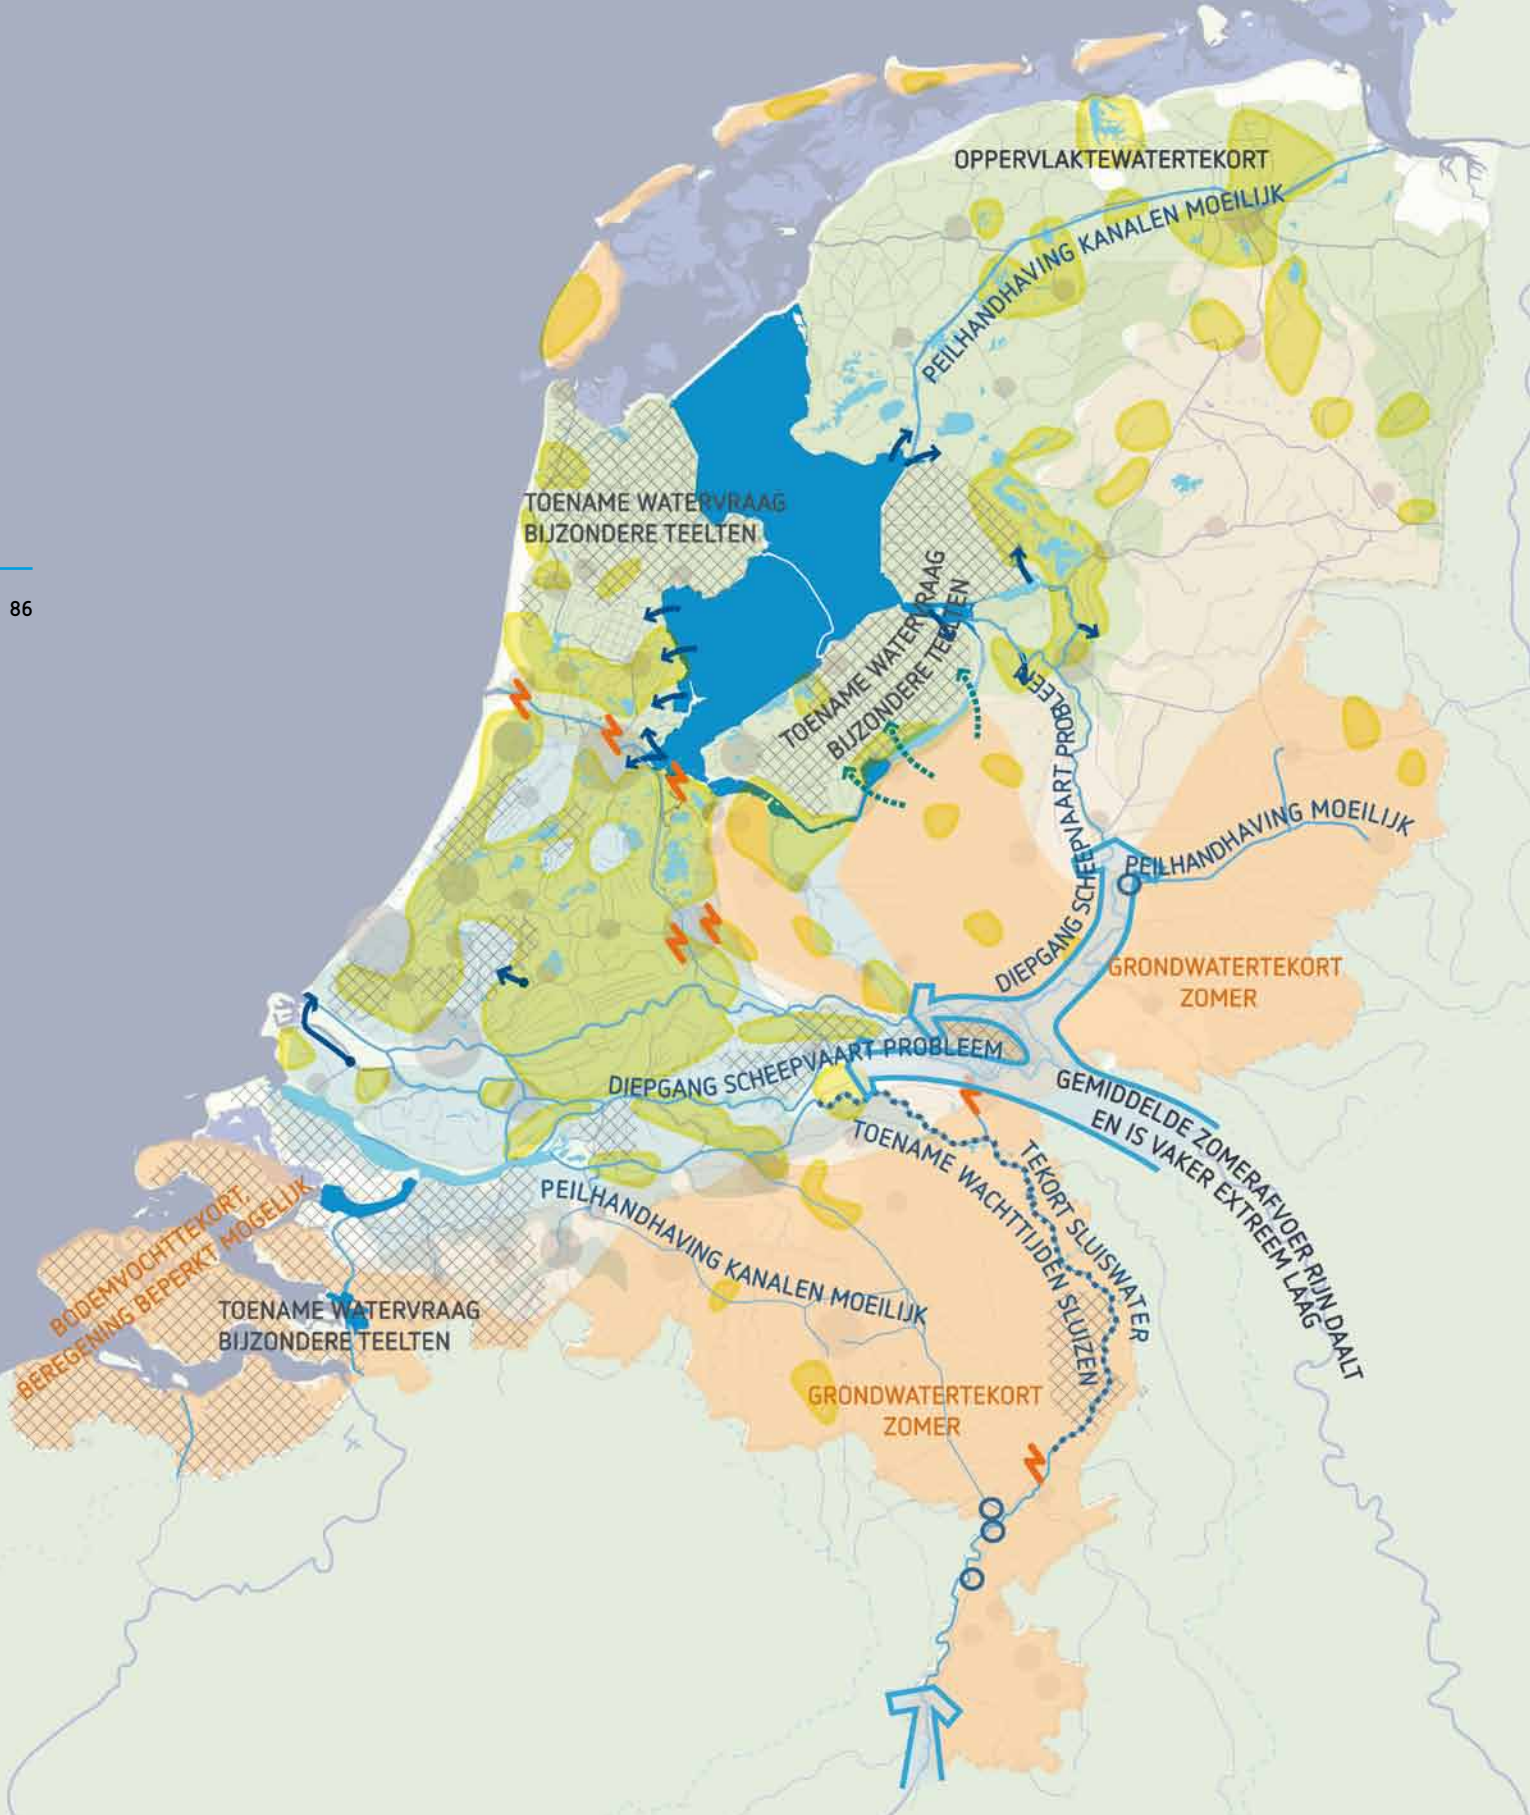 OPPERVLAKTEWATERTEKORT
PEILHANDHAVING KANALEN MOEILIJK
TOENAME WATERVRAAG
BIJZONDERE TEELTEN
86
TOENAME WATERVRAAG
BIJZONDERE TEELTEN
DIEPGANG SCHEEPVAART PROBLEEM
PEILHANDHAVING MOEILIJK
GRONDWATERTEKORT
ZOMER
DIEPGANG SCHEEPVAART PROBLEEM
GEMIDDELDE ZOMERAFVOER RIJN DAALT
EN IS VAKER EXTREEM LAAG
TOENAME WACHTTIJDEN SLUIZEN
TEKORT SLUISWATER
PEILHANDHAVING KANALEN MOEILIJK
BODEMVOCHTTEKORT,
BEREGENING BEPERKT MOGELIJK
TOENAME WATERVRAAG
BIJZONDERE TEELTEN
GRONDWATERTEKORT
ZOMER